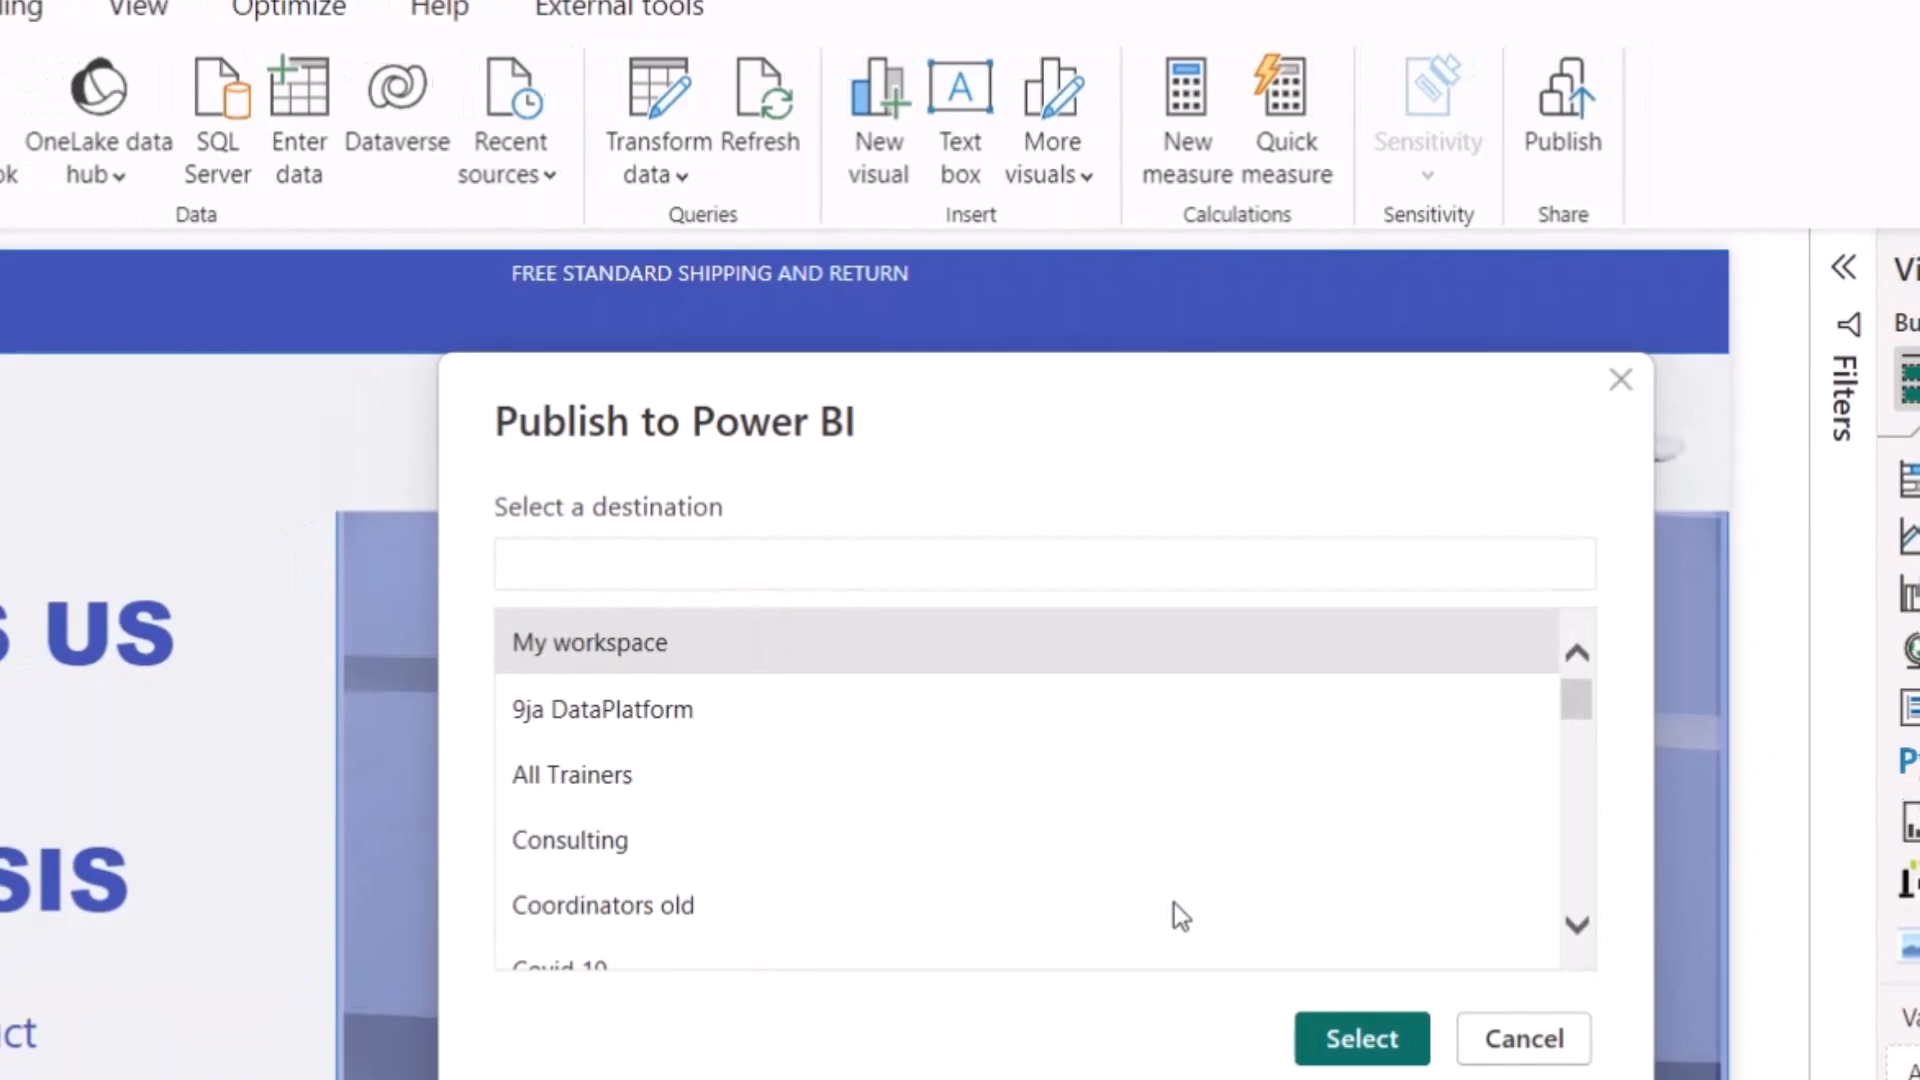 View Optimize Help External tools
OneLake data hub
SQL Server
Enter data
Dataverse
Recent sources
Transform data
Refresh
New visual
Text box
More visuals
New measure
Quick measure
Sensitivity
Publish
Data
Queries
Insert
Calculations
Sensitivity
Share
FREE STANDARD SHIPPING AND RETURN
Filters
Publish to Power BI
Select a destination
My workspace
9ja DataPlatform
All Trainers
Consulting
Coordinators old
Covid-19
US
SIS
Select
Cancel